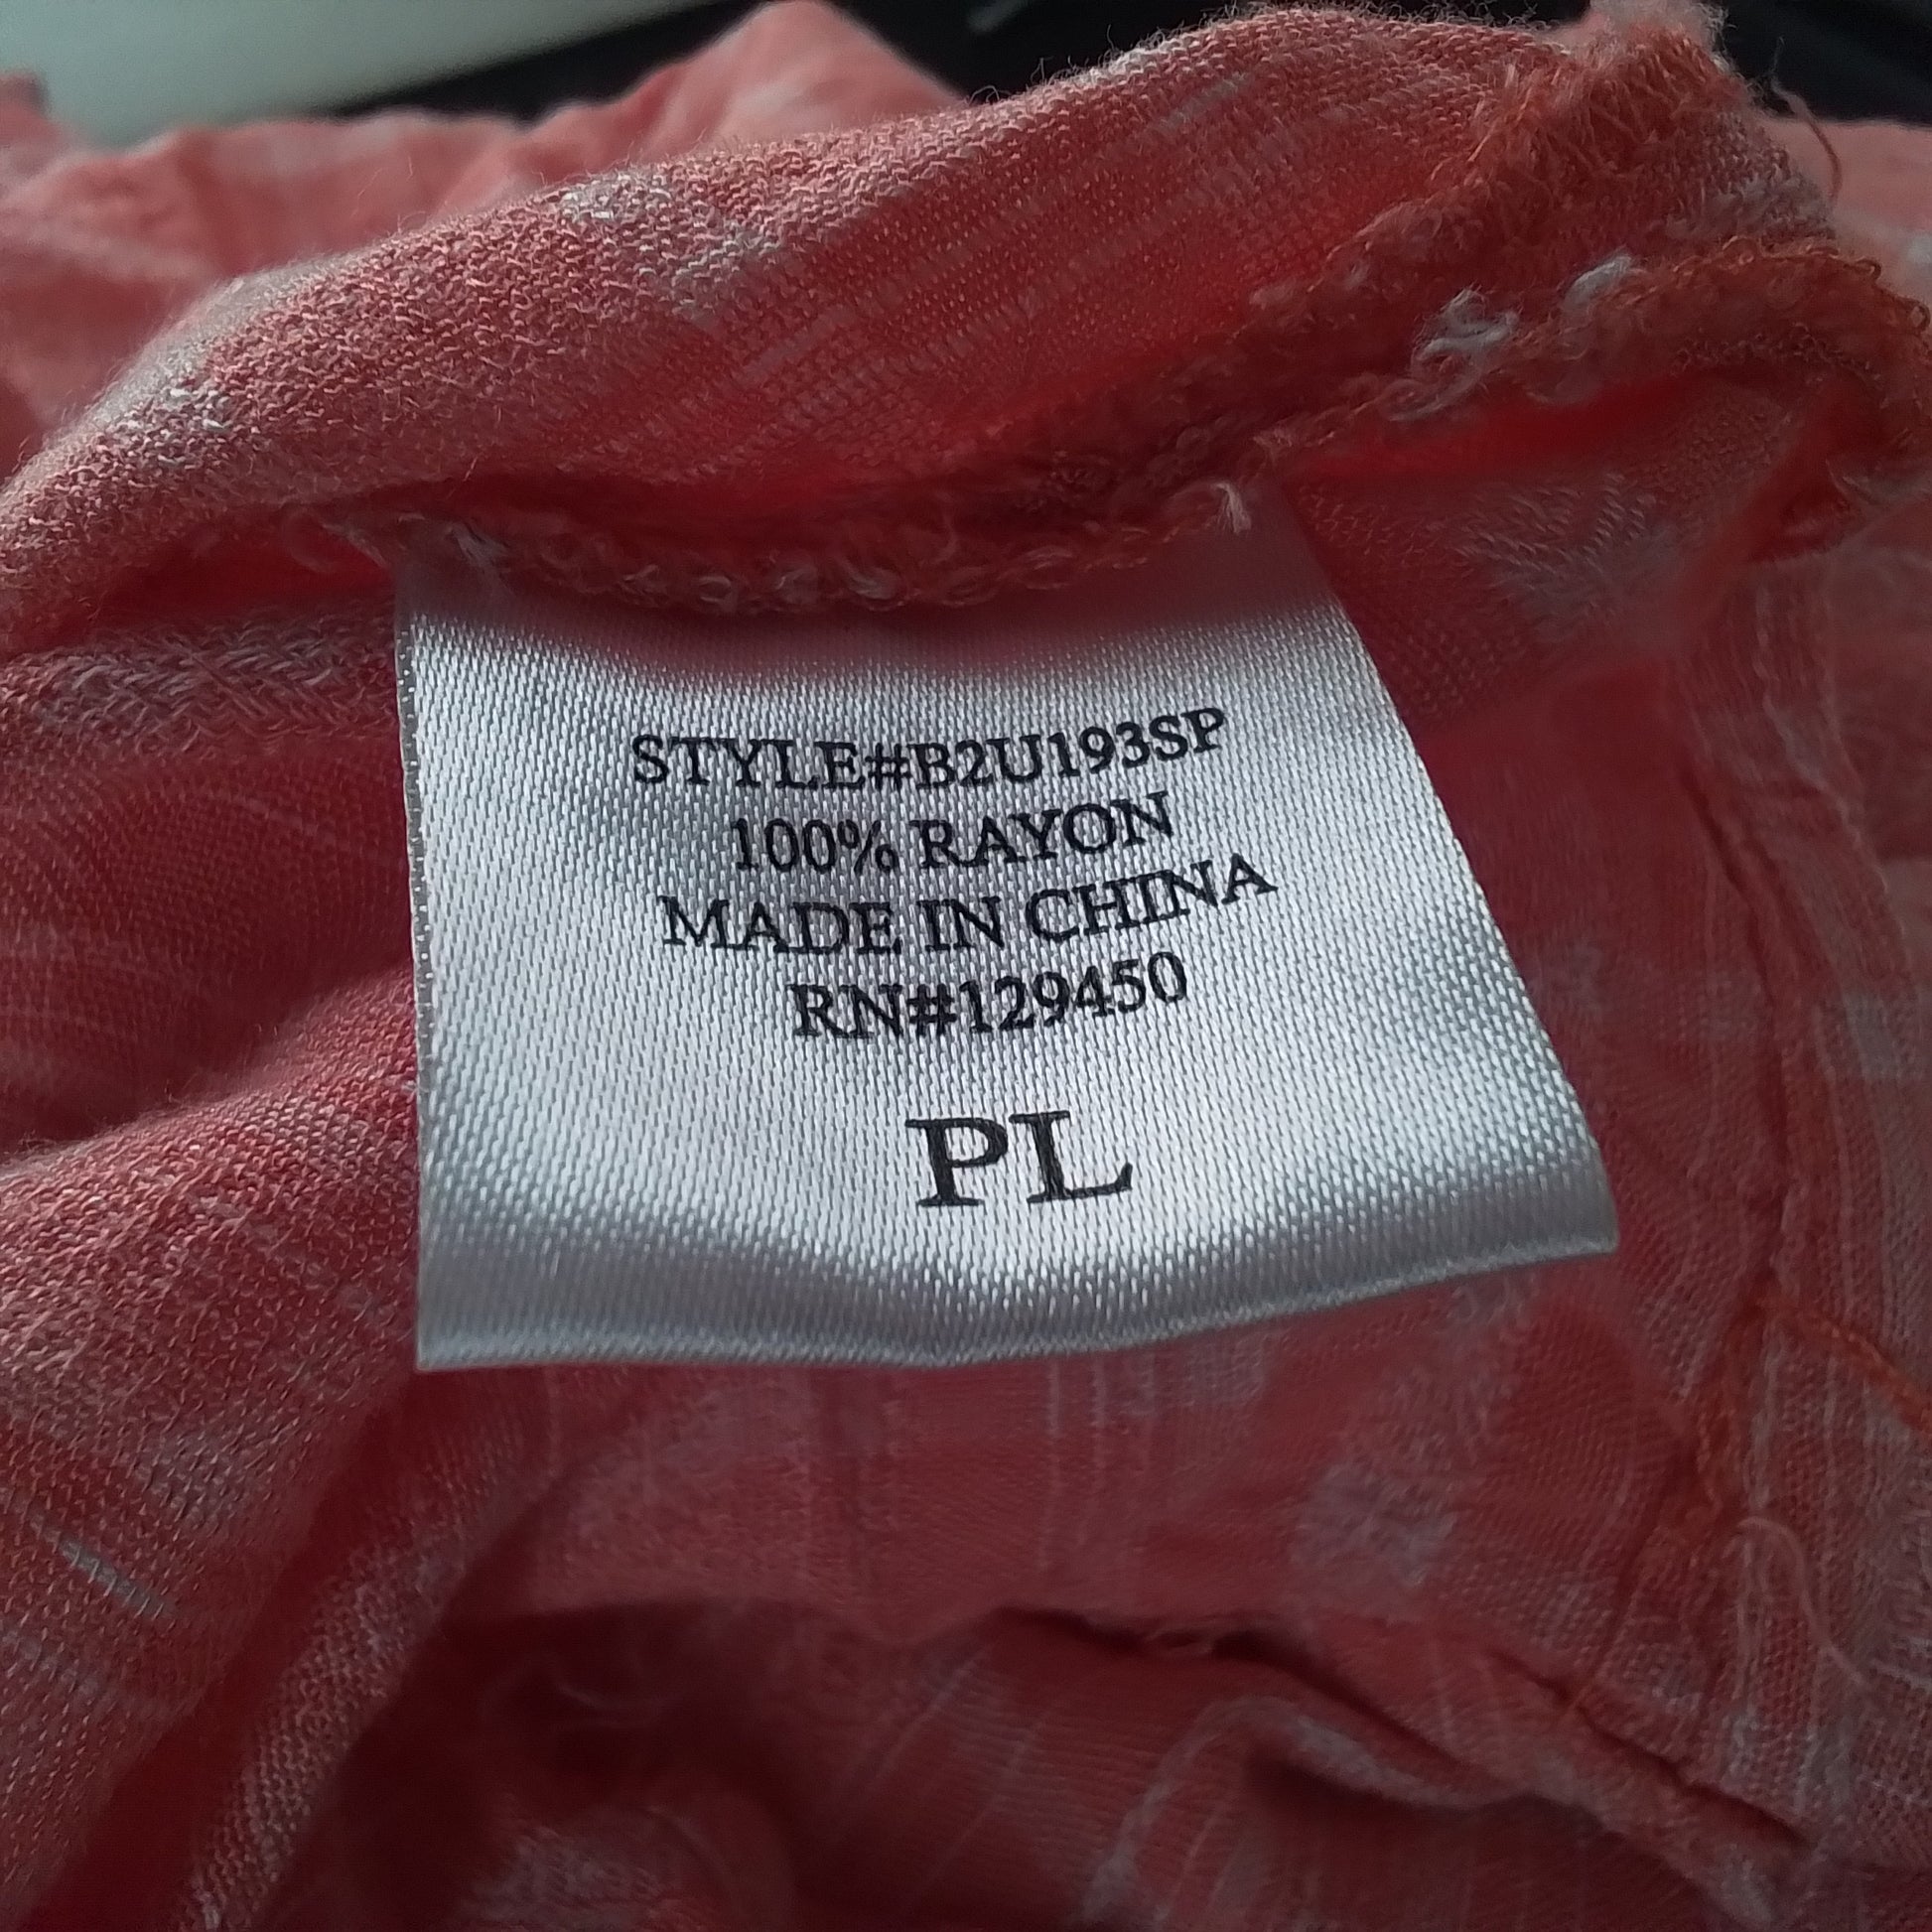 STYLE#B2U193SP
100% RAYON
MADE IN CHINA
RN#129450
PL